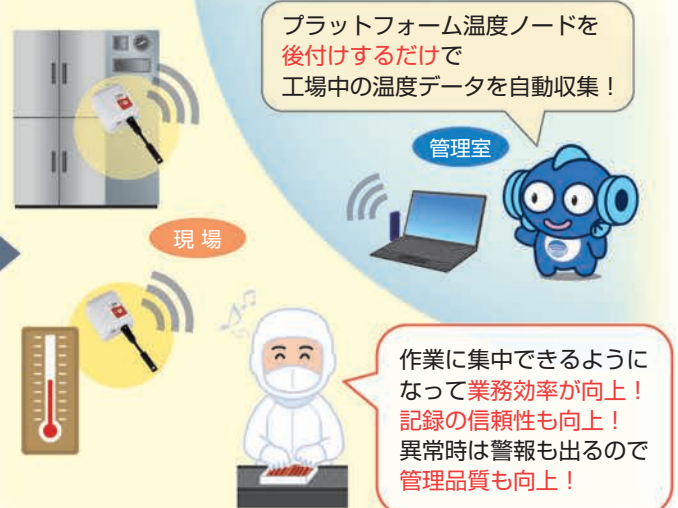 プラットフォーム温度ノードを
後付けするだけで
工場中の温度データを自動収集！
管理室
現場
作業に集中できるように
なって業務効率が向上！
記録の信頼性も向上！
異常時は警報も出るので
管理品質も向上！